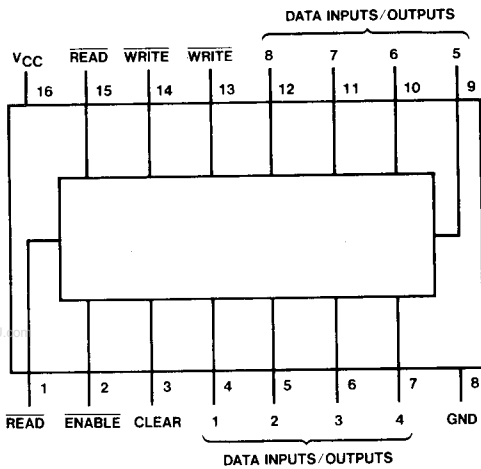 DATA INPUTS/OUTPUTS
VCC READ WRITE WRITE 8 7 6 5
16 15 14 13 12 11 10 9
1 2 3 4 5 6 7 8
READ ENABLE CLEAR 1 2 3 4 GND
DATA INPUTS/OUTPUTS